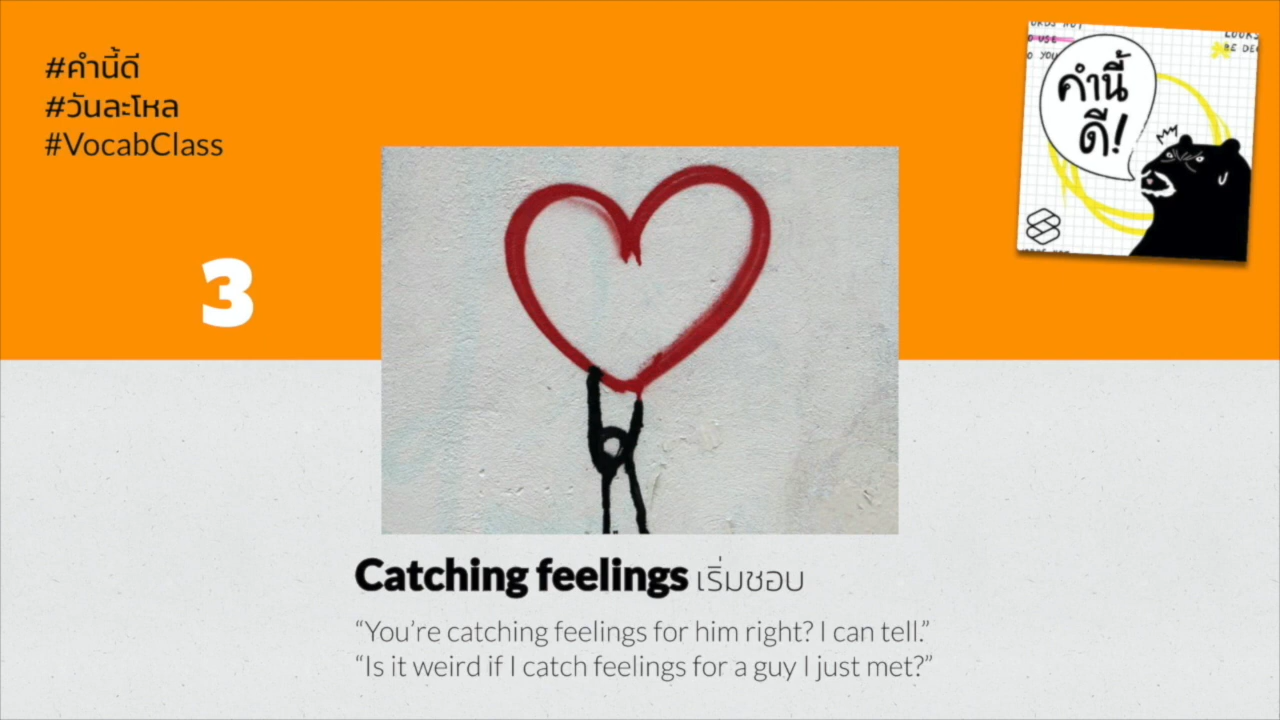 #คำนี้ดี
#วันละโหล
#VocabClass
คำนี้
ดี!
3
Catching feelings เริ่มชอบ
“You’re catching feelings for him right? I can tell.”
“Is it weird if I catch feelings for a guy I just met?”